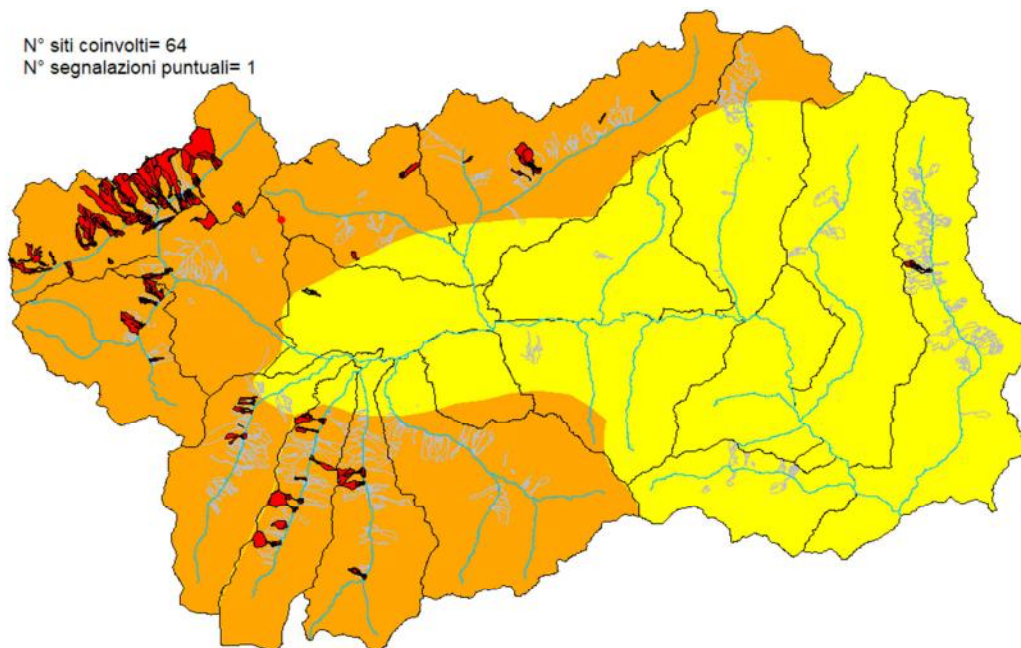 N° siti coinvolti= 64
N° segnalazioni puntuali= 1